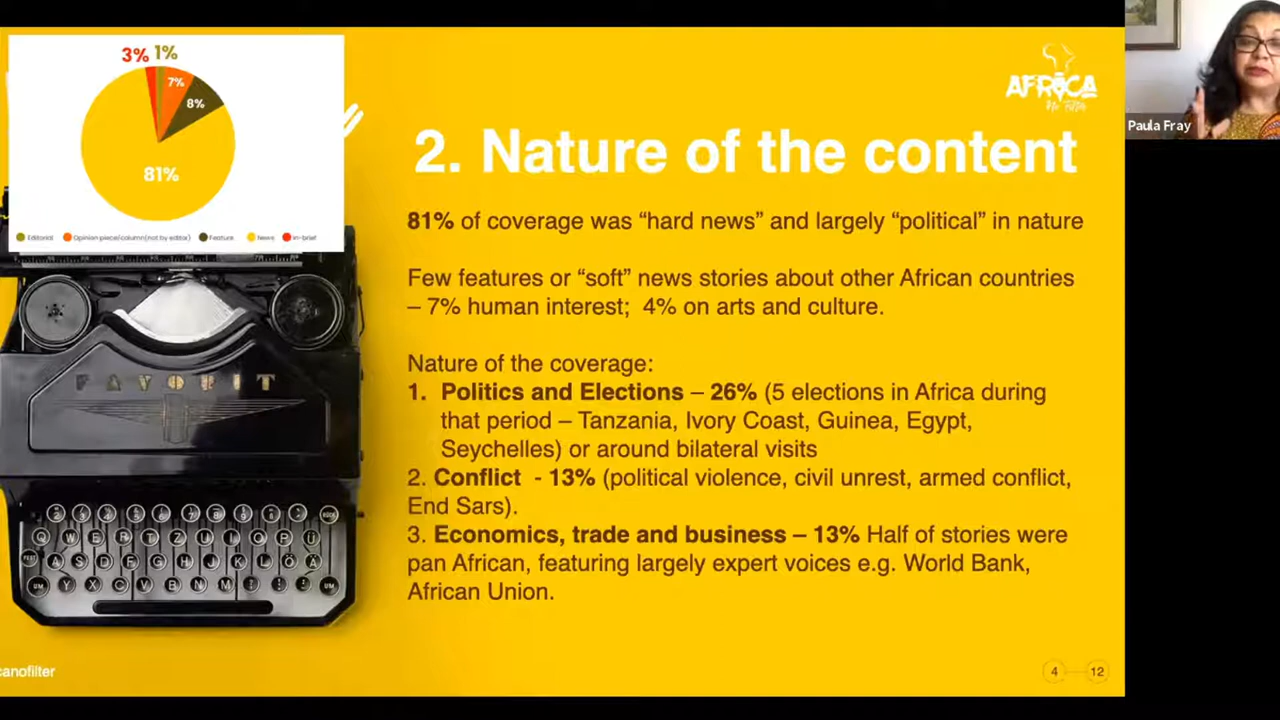 3% 1%
7%
8%
81%
Editorial Opinion piece/column(not by editor) Feature News In-brief
AFRICA
No Filter
Paula Fray
2. Nature of the content
81% of coverage was “hard news” and largely “political” in nature
Few features or “soft” news stories about other African countries
– 7% human interest; 4% on arts and culture.
Nature of the coverage:
1. Politics and Elections – 26% (5 elections in Africa during
that period – Tanzania, Ivory Coast, Guinea, Egypt,
Seychelles) or around bilateral visits
2. Conflict - 13% (political violence, civil unrest, armed conflict,
End Sars).
3. Economics, trade and business – 13% Half of stories were
pan African, featuring largely expert voices e.g. World Bank,
African Union.
FAVORIT
Q W E R T Z U I O P Ü
A S D F G H J K L Ö Ä
UM Y X C V B N M UM
canofilter
4 12